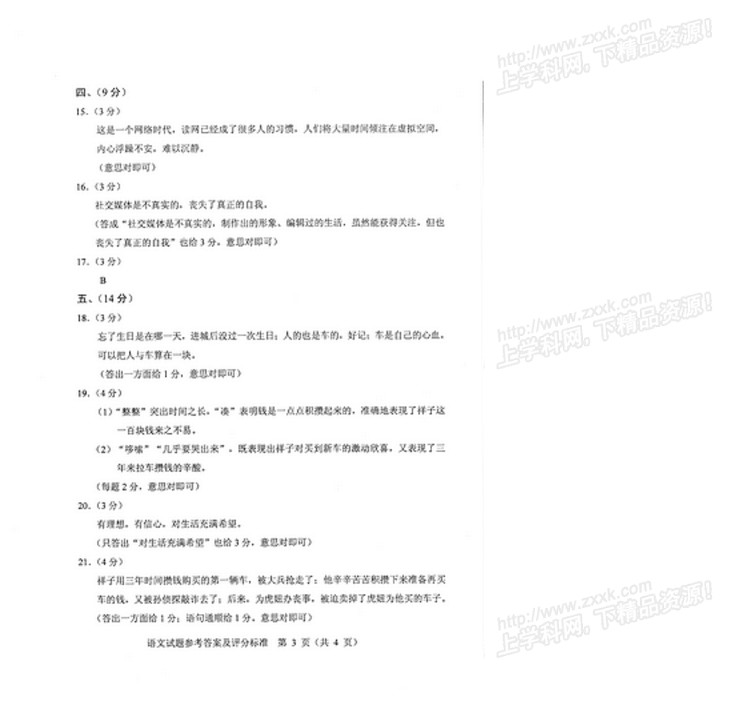 http://www.zxxk.com
上学科网，下精品资源！
四、（9 分）
15.（3 分）
这是一个网络时代，读网已经成了很多人的习惯，人们将大量时间倾注在虚拟空间，
内心浮躁不安，难以沉静。
（意思对即可）
16.（3 分）
社交媒体是不真实的，丧失了真正的自我。
（答成“社交媒体是不真实的，制作出的形象、编辑过的生活，虽然能获得关注，但也
丧失了真正的自我”也给 3 分，意思对即可）
17.（3 分）
B
五、（14 分）
18.（3 分）
忘了生日是在哪一天，进城后没过一次生日；人的也是车的，好记；车是自己的心血，
可以把人与车算在一块。
（答出一方面给 1 分，意思对即可）
http://www.zxxk.com
上学科网，下精品资源！
19.（4 分）
（1）“整整”突出时间之长，“凑”表明钱是一点点积攒起来的，准确地表现了祥子这
一百块钱来之不易。
（2）“哆嗦”“几乎要哭出来”，既表现出祥子对买到新车的激动欣喜，又表现了三
年来拉车攒钱的辛酸。
（每题 2 分，意思对即可）
20.（3 分）
有理想，有信心，对生活充满希望。
（只答出“对生活充满希望”也给 3 分，意思对即可）
21.（4 分）
祥子用三年时间攒钱购买的第一辆车，被大兵抢走了；他辛辛苦苦积攒下来准备再买
车的钱，又被孙侦探敲诈去了；后来，为虎妞办丧事，被迫卖掉了虎妞为他买的车子。
（答出一方面给 1 分；语句通顺给 1 分，意思对即可）
语文试题参考答案及评分标准 第 3 页（共 4 页）
http://www.zxxk.com
上学科网，下精品资源！